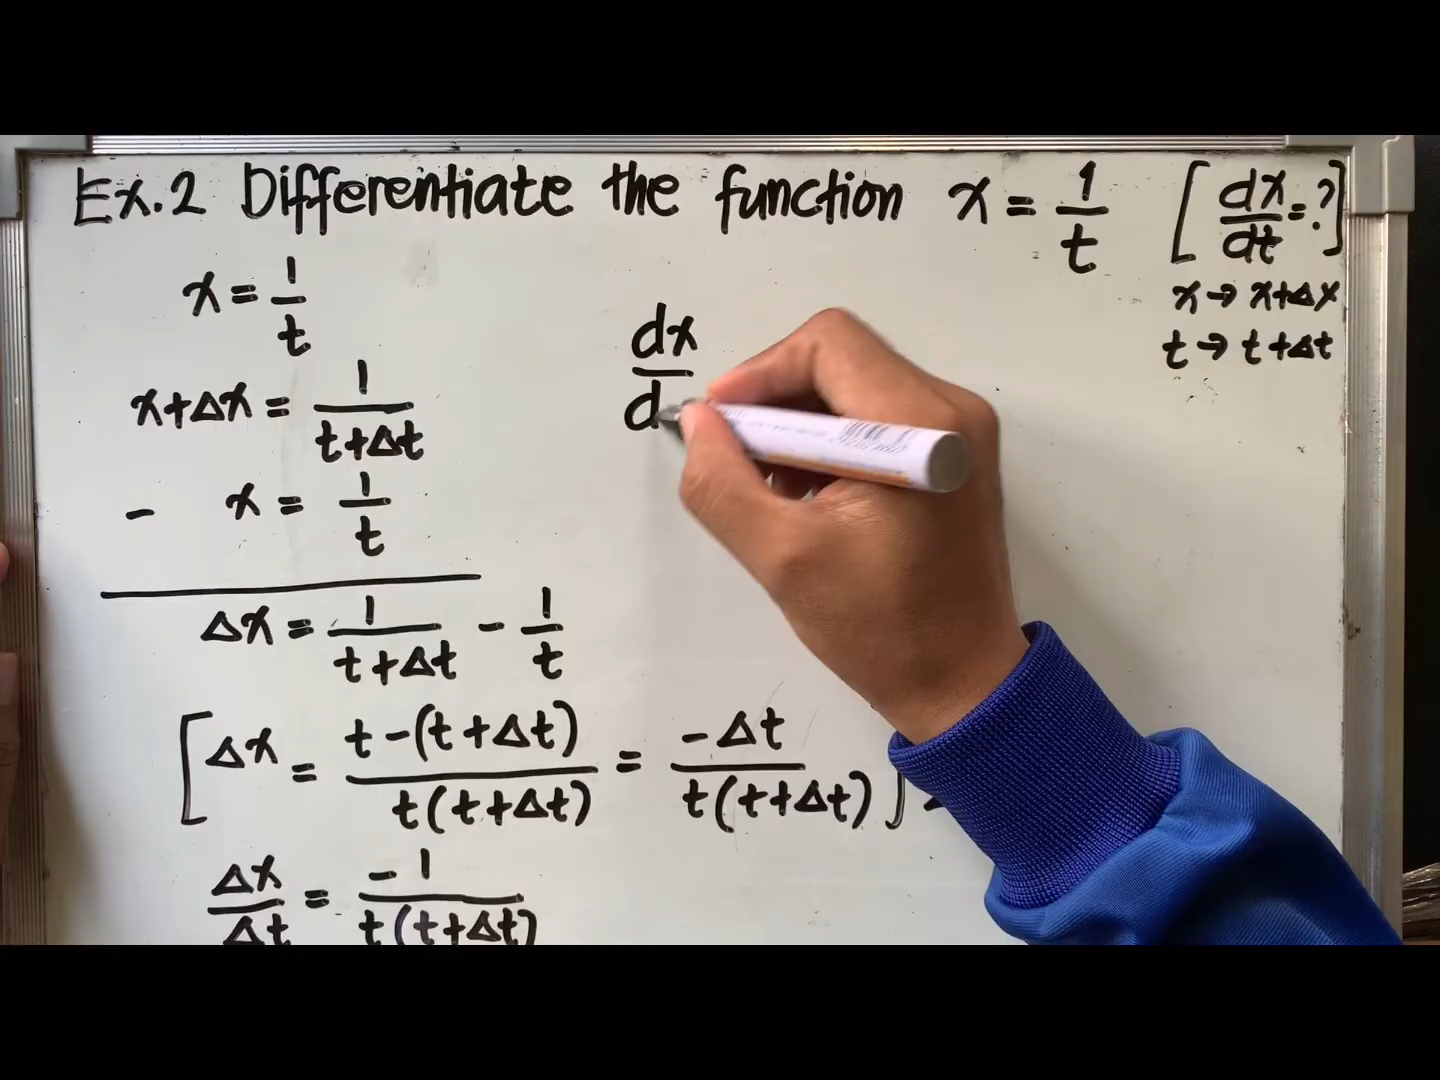 Ex.2 Differentiate the function x = 1/t [dx/dt = ?]
x → x+Δx
t → t+Δt
x = 1/t
x+Δx = 1/(t+Δt)
- x = 1/t
Δx = 1/(t+Δt) - 1/t
[Δx = (t-(t+Δt))/(t(t+Δt)) = -Δt/(t(t+Δt))]
Δx/Δt = -1/(t(t+Δt))
dx/d